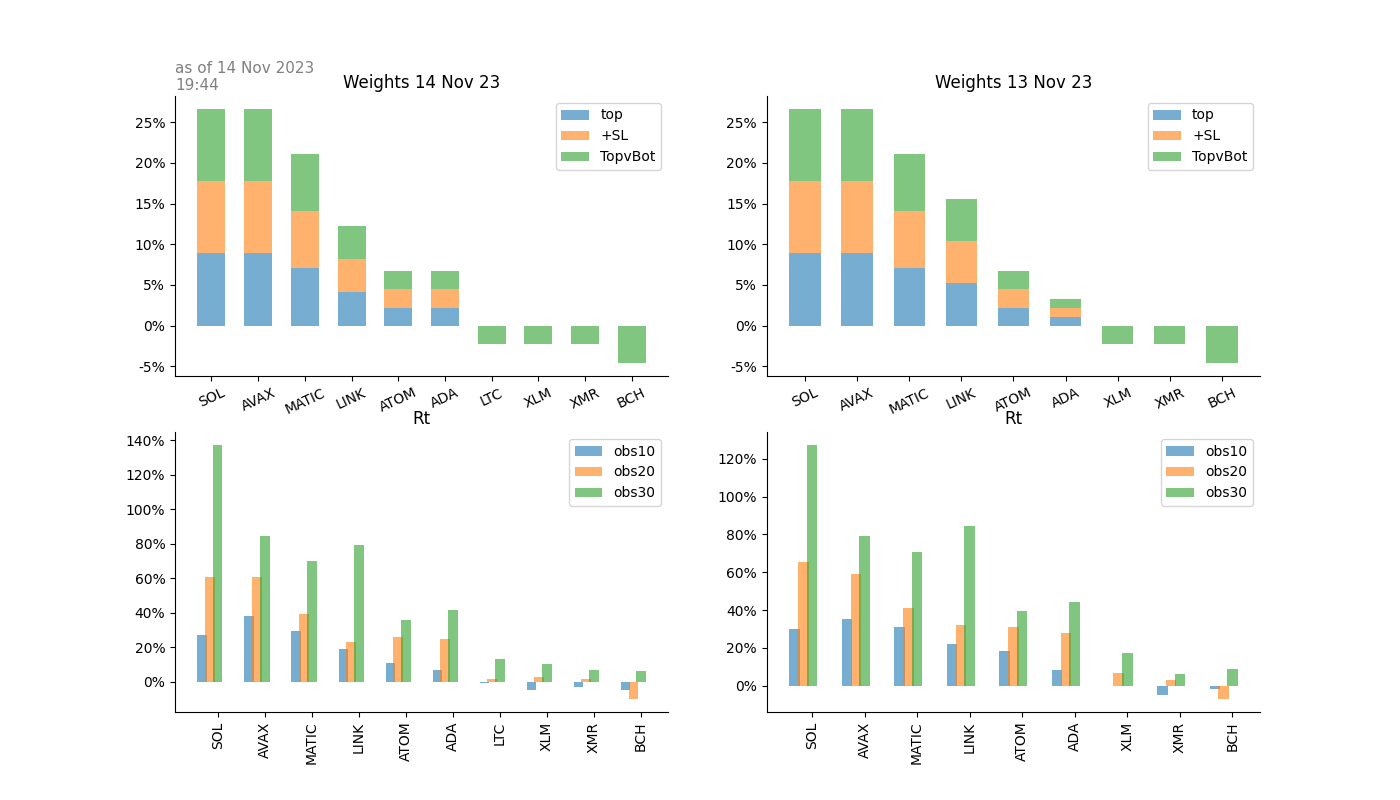 as of 14 Nov 2023
19:44
Weights 14 Nov 23
25%
20%
15%
10%
5%
0%
-5%
top
+SL
TopvBot
SOL
AVAX
MATIC
LINK
ATOM
ADA
LTC
XLM
XMR
BCH
Weights 13 Nov 23
25%
20%
15%
10%
5%
0%
-5%
top
+SL
TopvBot
SOL
AVAX
MATIC
LINK
ATOM
ADA
XLM
XMR
BCH
Rt
140%
120%
100%
80%
60%
40%
20%
0%
obs10
obs20
obs30
SOL
AVAX
MATIC
LINK
ATOM
ADA
LTC
XLM
XMR
BCH
Rt
120%
100%
80%
60%
40%
20%
0%
obs10
obs20
obs30
SOL
AVAX
MATIC
LINK
ATOM
ADA
XLM
XMR
BCH